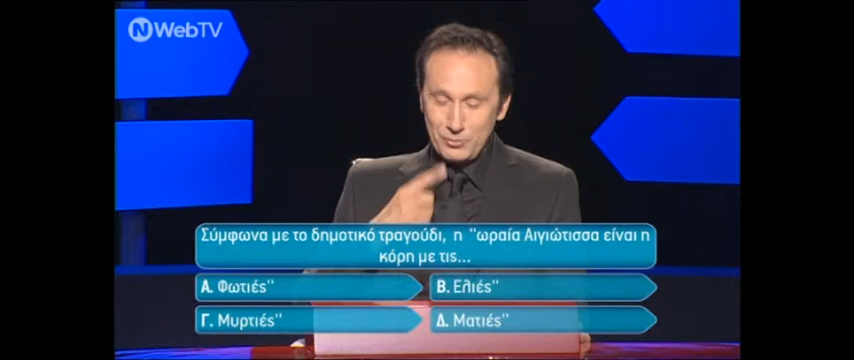 N WebTV
Σύμφωνα με το δημοτικό τραγούδι, η "ωραία Αιγιώτισσα είναι η
κόρη με τις...
Α. Φωτιές"
Β. Ελιές"
Γ. Μυρτιές"
Δ. Ματιές"